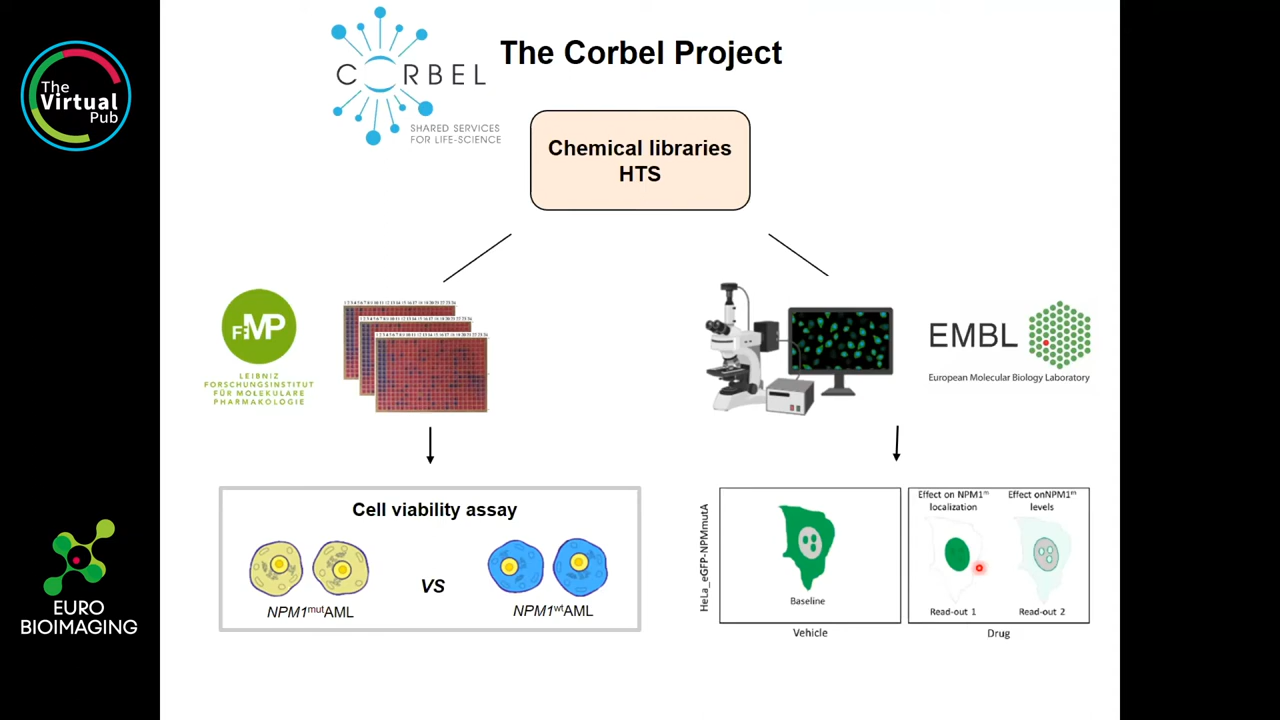 The
Virtual
Pub
CORBEL
SHARED SERVICES
FOR LIFE-SCIENCE
The Corbel Project
Chemical libraries
HTS
FMP
LEIBNIZ
FORSCHUNGSINSTITUT
FÜR MOLEKULARE
PHARMAKOLOGIE
EMBL
European Molecular Biology Laboratory
Cell viability assay
NPM1mutAML
VS
NPM1wtAML
HeLa_eGFP-NPMmutA
Baseline
Vehicle
Effect on NPM1m
localization
Read-out 1
Effect onNPM1m
levels
Read-out 2
Drug
EURO
BIOIMAGING